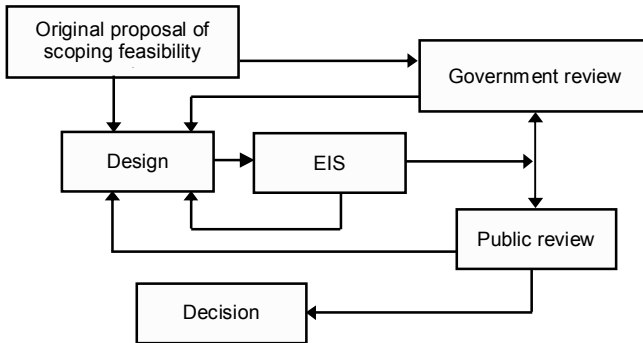 Original proposal of
scoping feasibility
Government review
Design
EIS
Public review
Decision